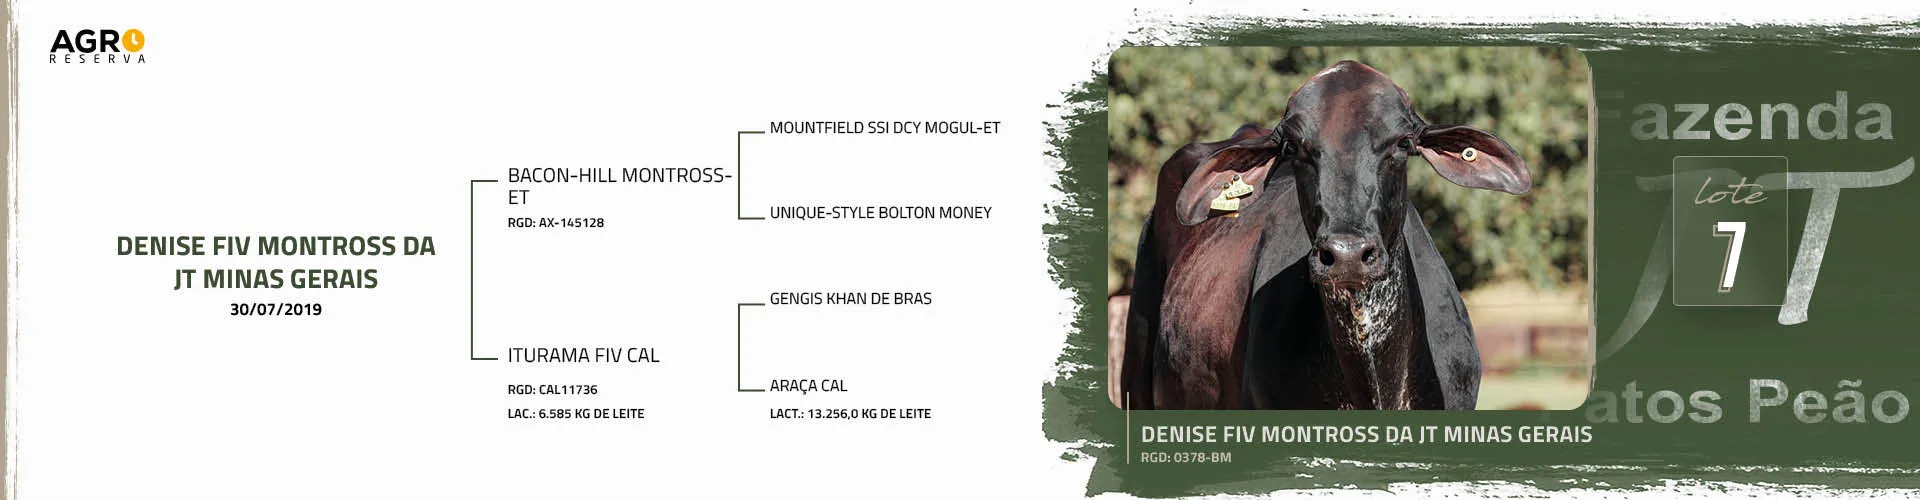 AGRO
RESERVA
DENISE FIV MONTROSS DA
JT MINAS GERAIS
30/07/2019
BACON-HILL MONTROSS-
ET
RGD: AX-145128
ITURAMA FIV CAL
RGD: CAL11736
LAC.: 6.585 KG DE LEITE
MOUNTFIELD SSI DCY MOGUL-ET
UNIQUE-STYLE BOLTON MONEY
GENGIS KHAN DE BRAS
ARAÇA CAL
LACT.: 13.256,0 KG DE LEITE
Fazenda
JT
lote
7
atos Peão
DENISE FIV MONTROSS DA JT MINAS GERAIS
RGD: 0378-BM